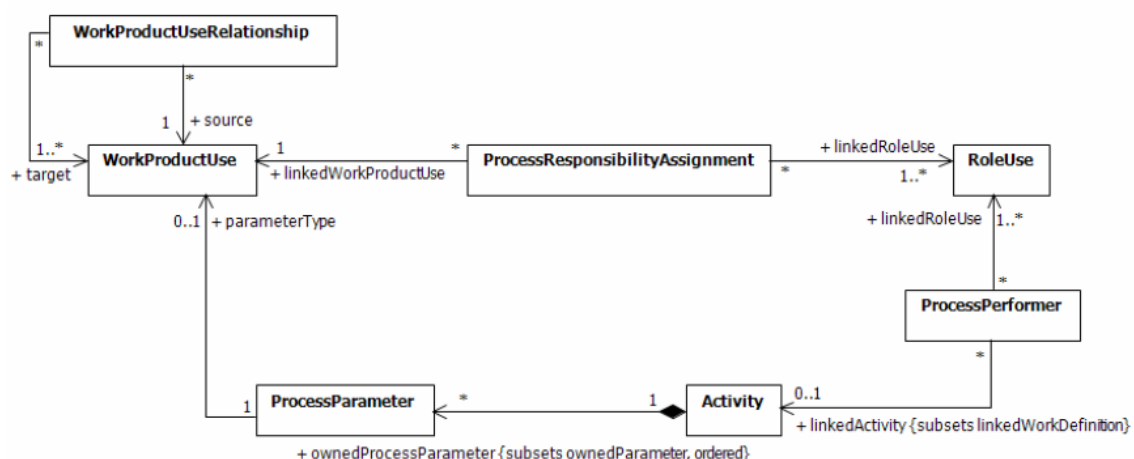 WorkProductUseRelationship
*
*
1
+ source
1..*
+ target
WorkProductUse
1
*
+ linkedWorkProductUse
ProcessResponsibilityAssignment
+ linkedRoleUse
*
1..*
RoleUse
0..1
+ parameterType
+ linkedRoleUse
1..*
*
ProcessPerformer
*
ProcessParameter
1
*
1
Activity
0..1
+ linkedActivity {subsets linkedWorkDefinition}
+ ownedProcessParameter {subsets ownedParameter, ordered}